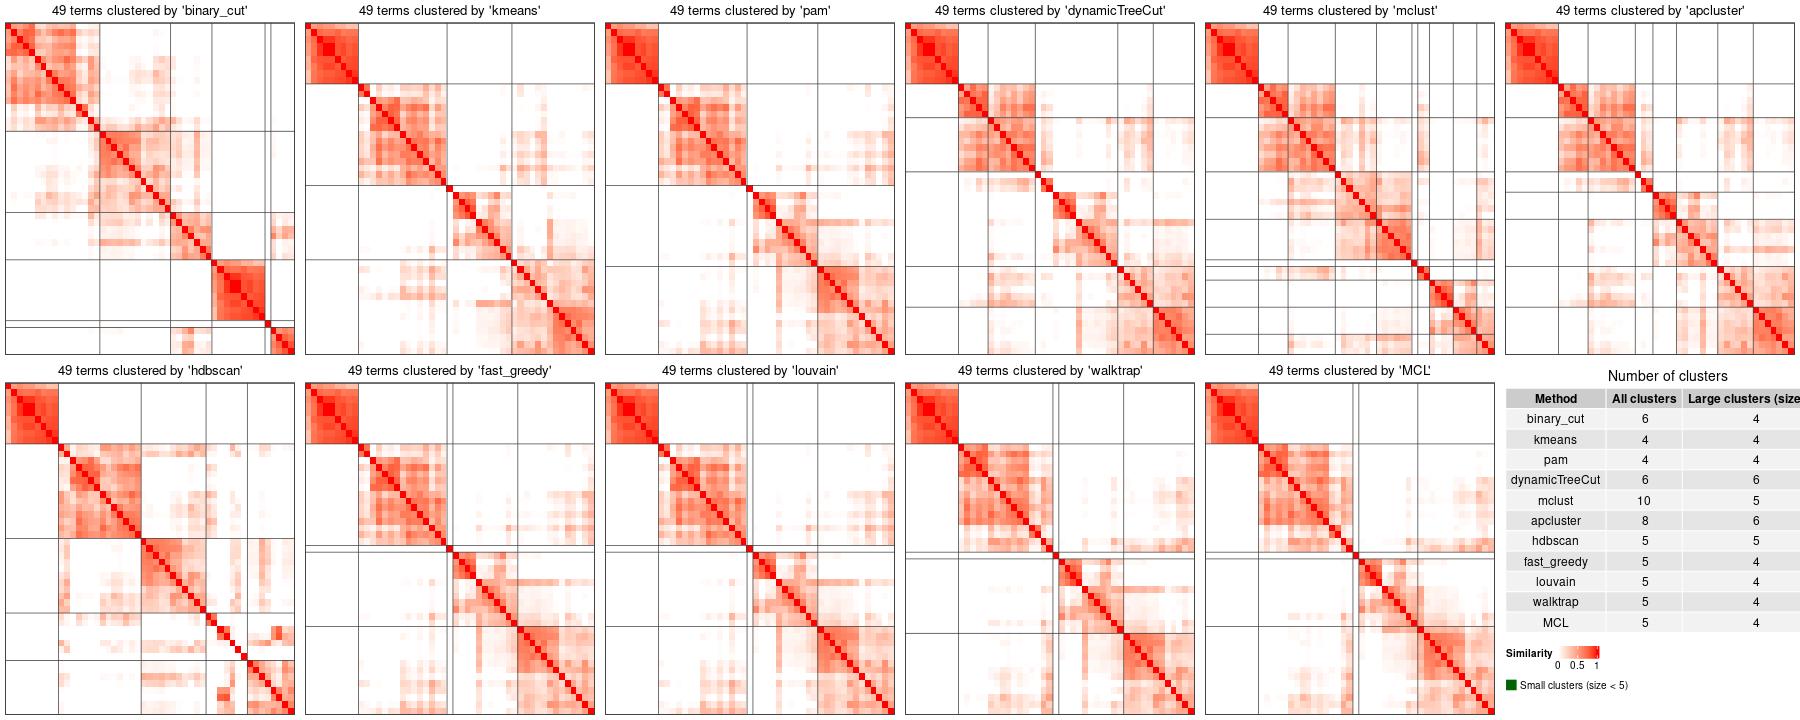 49 terms clustered by 'binary_cut'
49 terms clustered by 'kmeans'
49 terms clustered by 'pam'
49 terms clustered by 'dynamicTreeCut'
49 terms clustered by 'mclust'
49 terms clustered by 'apcluster'
49 terms clustered by 'hdbscan'
49 terms clustered by 'fast_greedy'
49 terms clustered by 'louvain'
49 terms clustered by 'walktrap'
49 terms clustered by 'MCL'
Number of clusters
Method All clusters Large clusters (size
binary_cut 6 4
kmeans 4 4
pam 4 4
dynamicTreeCut 6 6
mclust 10 5
apcluster 8 6
hdbscan 5 5
fast_greedy 5 4
louvain 5 4
walktrap 5 4
MCL 5 4
Similarity
0 0.5 1
Small clusters (size < 5)